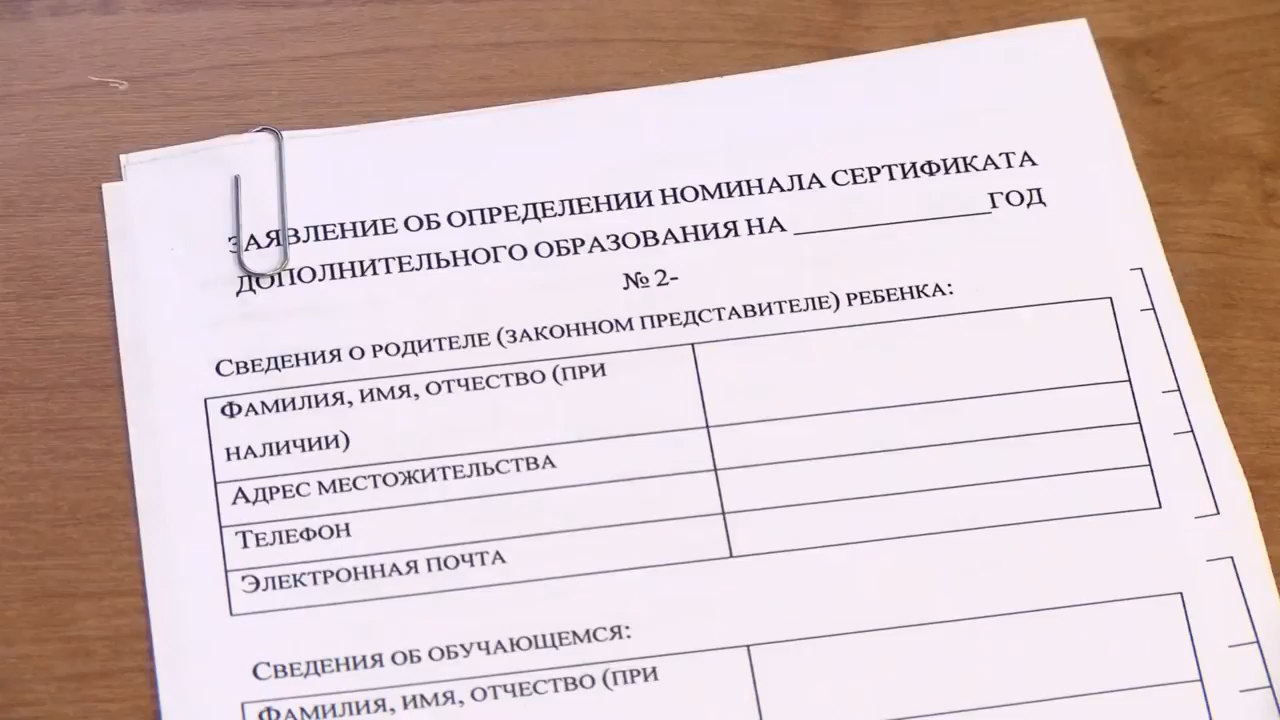 ЗАЯВЛЕНИЕ ОБ ОПРЕДЕЛЕНИИ НОМИНАЛА СЕРТИФИКАТА
ДОПОЛНИТЕЛЬНОГО ОБРАЗОВАНИЯ НА ______________ГОД
№ 2-
СВЕДЕНИЯ О РОДИТЕЛЕ (ЗАКОННОМ ПРЕДСТАВИТЕЛЕ) РЕБЕНКА:
ФАМИЛИЯ, ИМЯ, ОТЧЕСТВО (ПРИ
НАЛИЧИИ)
АДРЕС МЕСТОЖИТЕЛЬСТВА
ТЕЛЕФОН
ЭЛЕКТРОННАЯ ПОЧТА
СВЕДЕНИЯ ОБ ОБУЧАЮЩЕМСЯ:
ФАМИЛИЯ, ИМЯ, ОТЧЕСТВО (ПРИ